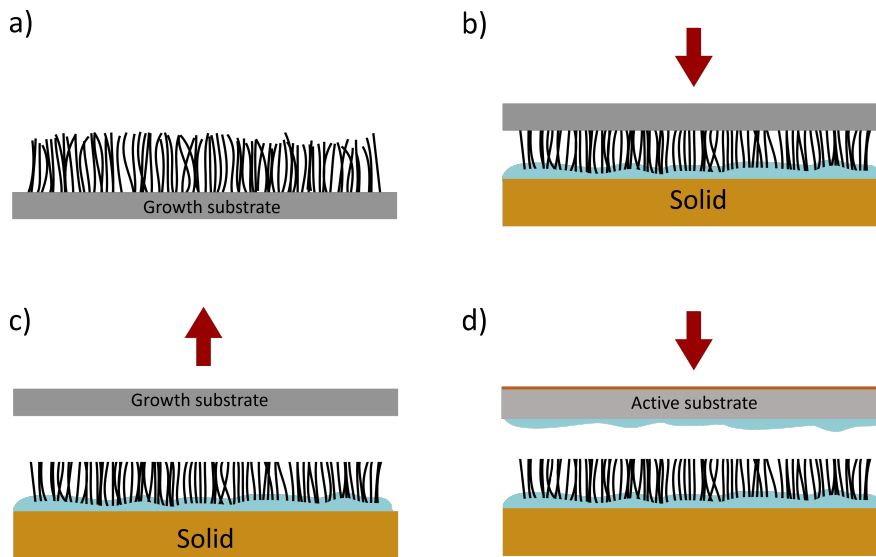 a)
Growth substrate
b)
Solid
c)
Growth substrate
Solid
d)
Active substrate